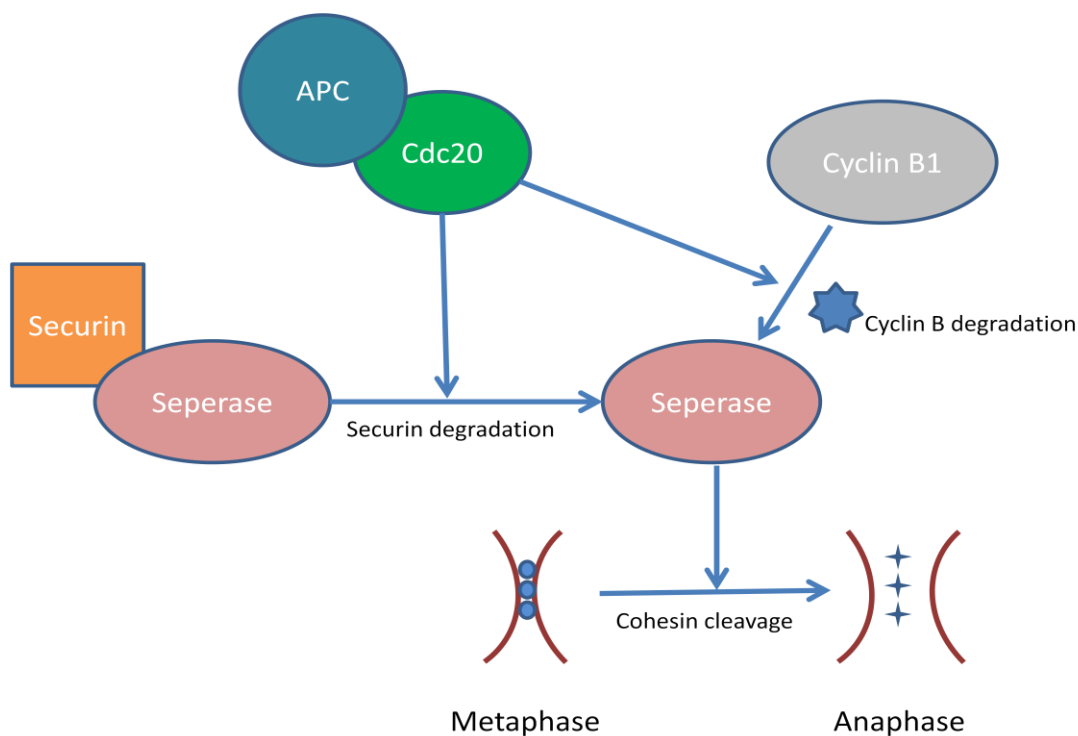 APC
Cdc20
Cyclin B1
Securin
Cyclin B degradation
Seperase
Seperase
Securin degradation
Cohesin cleavage
Metaphase
Anaphase